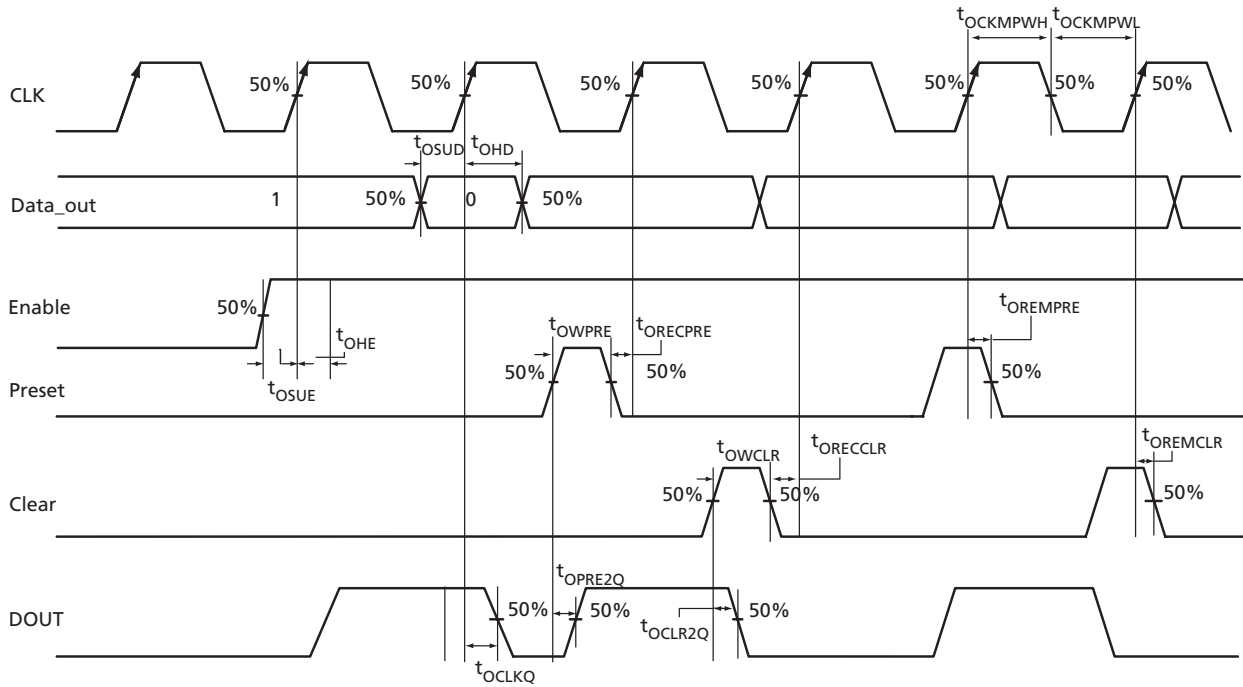 tOCKMPWH tOCKMPWL
CLK 50% 50% 50% 50% 50% 50% 50%
tOSUD tOHD
Data_out 1 50% 0 50%
Enable 50%
tOHE
tOSUE
tOWPRE tORECPRE tOREMPRE
Preset 50% 50% 50%
tOWCLR tORECCLR tOREMCLR
Clear 50% 50% 50%
tOPRE2Q
DOUT 50% 50% tOCLR2Q 50%
tOCLKQ